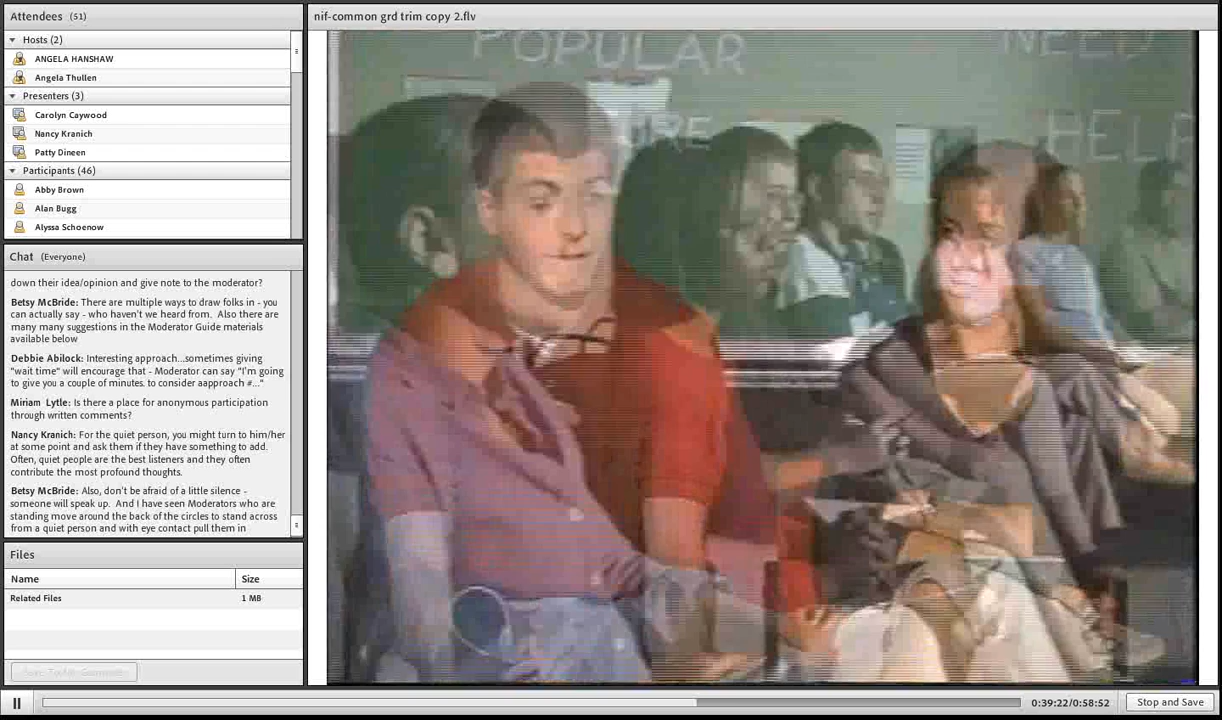 Attendees (51)
Hosts (2)
ANGELA HANSHAW
Angela Thullen
Presenters (3)
Carolyn Caywood
Nancy Kranich
Patty Dineen
Participants (46)
Abby Brown
Alan Bugg
Alyssa Schoenow
Chat (Everyone)
down their idea/opinion and give note to the moderator?
Betsy McBride: There are multiple ways to draw folks in - you
can actually say - who haven't we heard from. Also there are
many many suggestions in the Moderator Guide materials
available below
Debbie Abilock: Interesting approach...sometimes giving
"wait time" will encourage that - Moderator can say "I'm going
to give you a couple of minutes. to consider aapproach #..."
Miriam Lytle: Is there a place for anonymous participation
through written comments?
Nancy Kranich: For the quiet person, you might turn to him/her
at some point and ask them if they have something to add.
Often, quiet people are the best listeners and they often
contribute the most profound thoughts.
Betsy McBride: Also, don't be afraid of a little silence -
someone will speak up. And I have seen Moderators who are
standing move around the back of the circles to stand across
from a quiet person and with eye contact pull them in
Files
Name Size
Related Files 1 MB
nif-common grd trim copy 2.flv
POPULAR NEED
HELP
0:39:22/0:58:52 Stop and Save